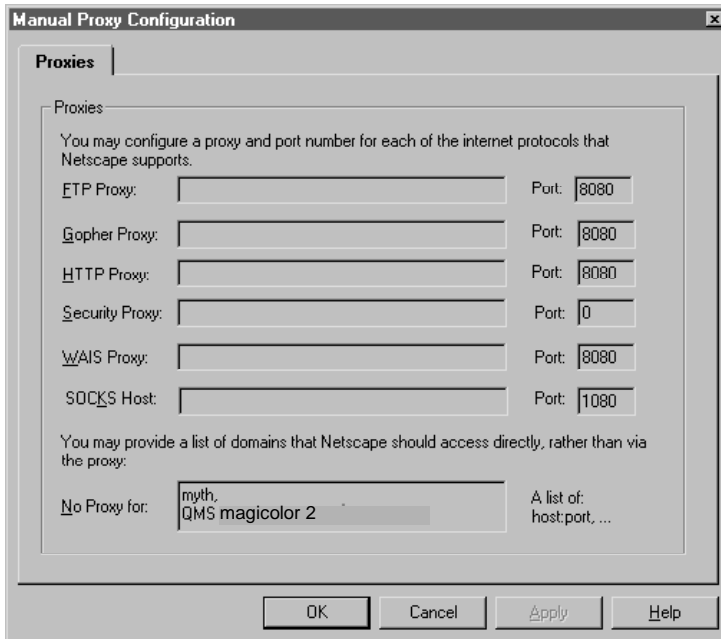 Manual Proxy Configuration
Proxies
Proxies
You may configure a proxy and port number for each of the internet protocols that
Netscape supports.
FTP Proxy: Port: 8080
Gopher Proxy: Port: 8080
HTTP Proxy: Port: 8080
Security Proxy: Port: 0
WAIS Proxy: Port: 8080
SOCKS Host: Port: 1080
You may provide a list of domains that Netscape should access directly, rather than via
the proxy:
No Proxy for:
myth,
QMS magicolor 2
A list of:
host:port, ...
OK Cancel Apply Help